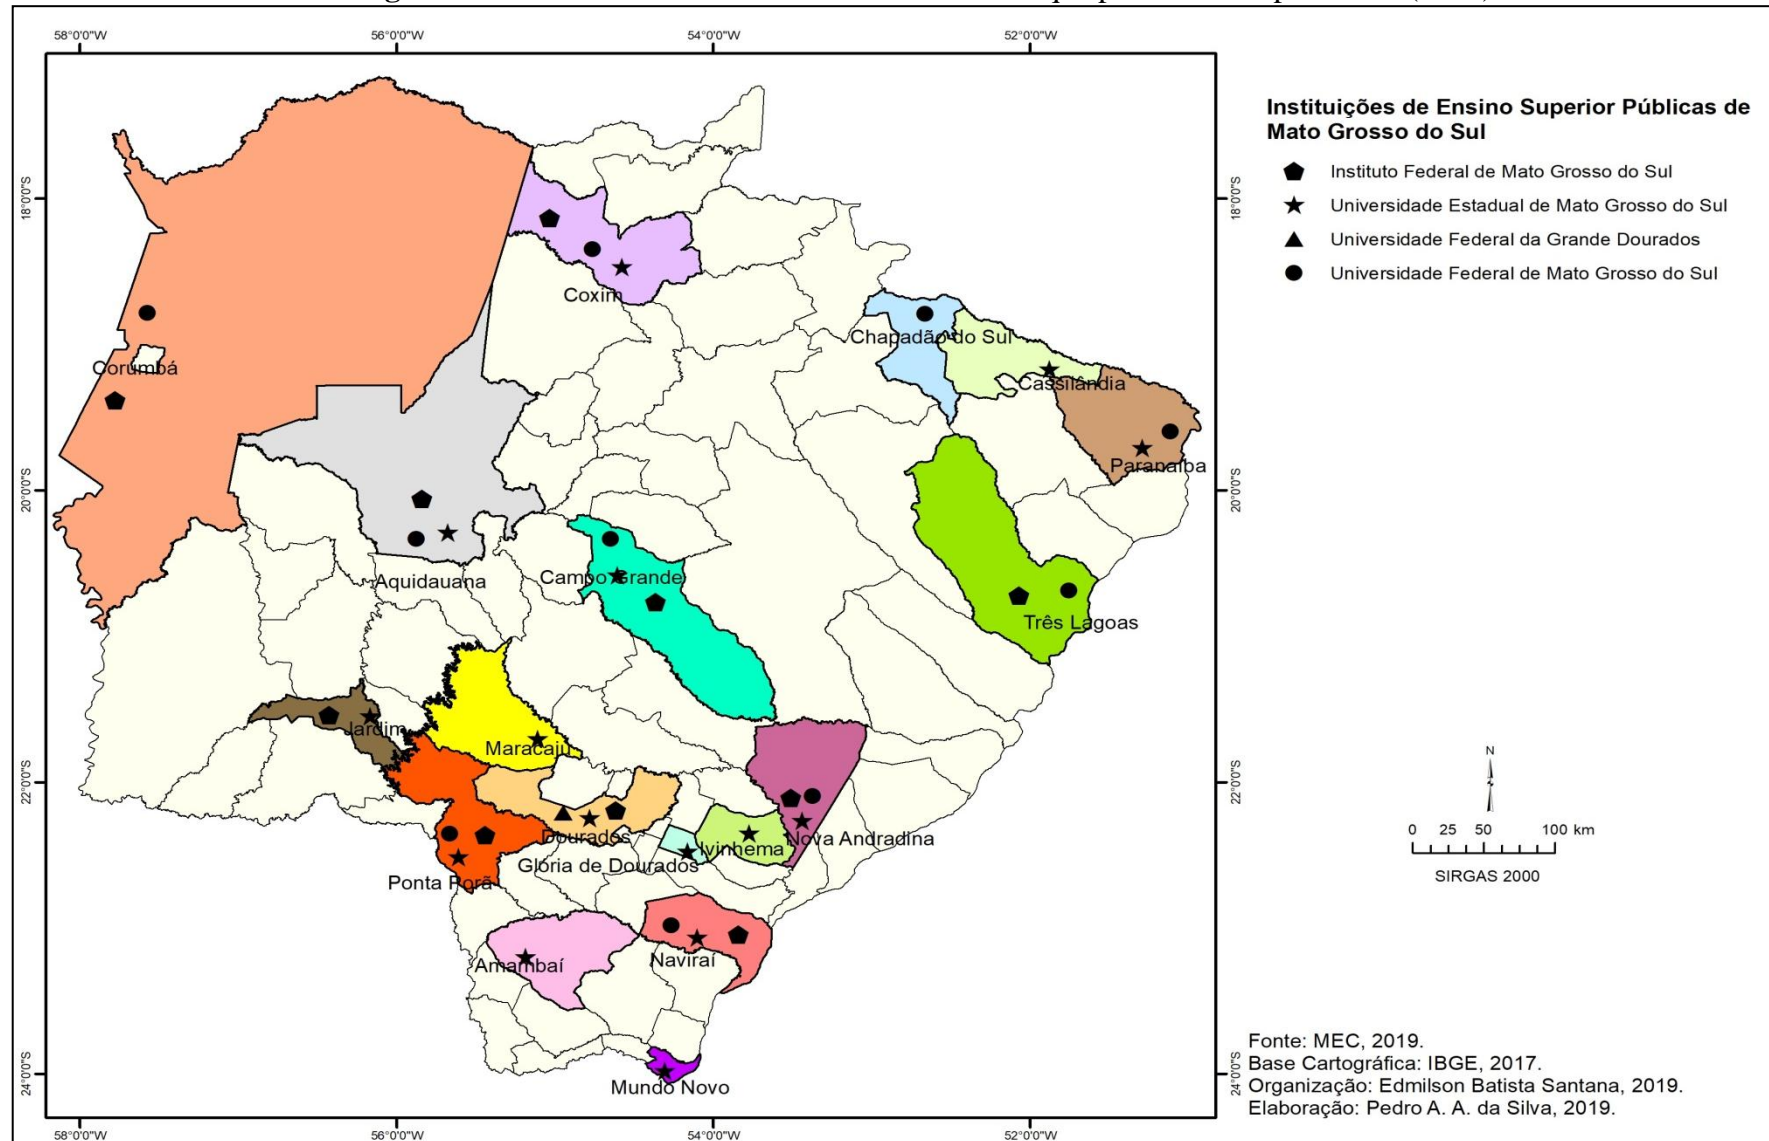 58°0'0"W 56°0'0"W 54°0'0"W 52°0'0"W
18°0'0"S 18°0'0"S
20°0'0"S 20°0'0"S
22°0'0"S 22°0'0"S
24°0'0"S 24°0'0"S
Coxim
Corumbá
Chapadão do Sul
Cassilândia
Paranaíba
Aquidauana
Campo Grande
Três Lagoas
Jardim
Maracaju
Dourados
Nova Andradina
Ivinhema
Glória de Dourados
Ponta Porã
Naviraí
Amambaí
Mundo Novo
58°0'0"W 56°0'0"W 54°0'0"W 52°0'0"W
Instituições de Ensino Superior Públicas de
Mato Grosso do Sul
Instituto Federal de Mato Grosso do Sul
Universidade Estadual de Mato Grosso do Sul
Universidade Federal da Grande Dourados
Universidade Federal de Mato Grosso do Sul
N
0 25 50 100 km
SIRGAS 2000
Fonte: MEC, 2019.
Base Cartográfica: IBGE, 2017.
Organização: Edmilson Batista Santana, 2019.
Elaboração: Pedro A. A. da Silva, 2019.